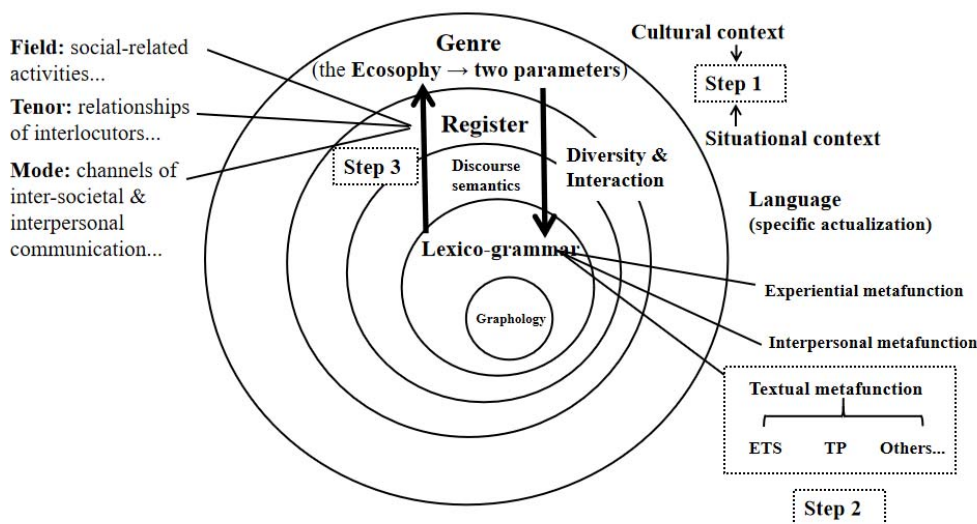 Field: social-related
activities...
Tenor: relationships
of interlocutors...
Mode: channels of
inter-societal &
interpersonal
communication...
Genre
(the Ecosophy → two parameters)
Register
Step 3
Discourse
semantics
Diversity &
Interaction
Lexico-grammar
Graphology
Cultural context
Step 1
Situational context
Language
(specific actualization)
Experiential metafunction
Interpersonal metafunction
Textual metafunction
ETS TP Others...
Step 2